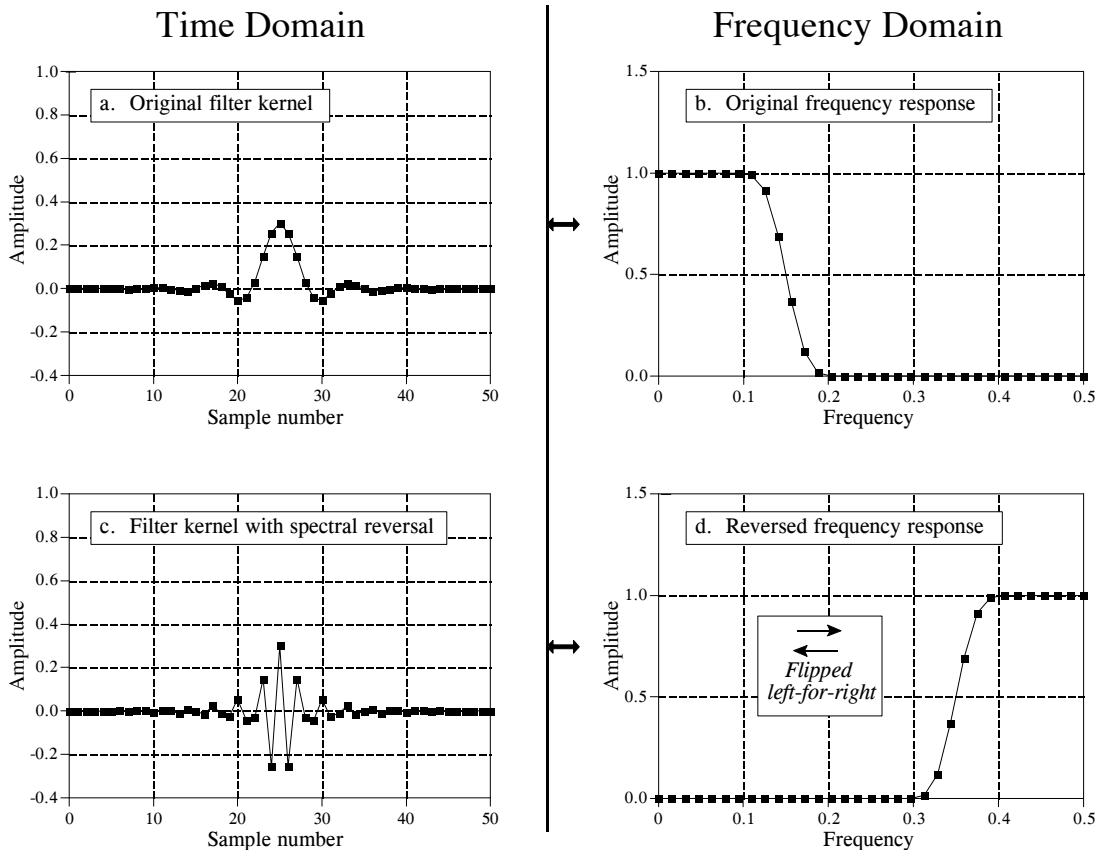 Time Domain
Frequency Domain
a. Original filter kernel
1.0
0.8
0.6
0.4
0.2
0.0
-0.2
-0.4
Amplitude
0 10 20 30 40 50
Sample number
b. Original frequency response
1.5
1.0
0.5
0.0
Amplitude
0 0.1 0.2 0.3 0.4 0.5
Frequency
c. Filter kernel with spectral reversal
1.0
0.8
0.6
0.4
0.2
0.0
-0.2
-0.4
Amplitude
0 10 20 30 40 50
Sample number
d. Reversed frequency response
1.5
1.0
0.5
0.0
Amplitude
Flipped
left-for-right
0 0.1 0.2 0.3 0.4 0.5
Frequency